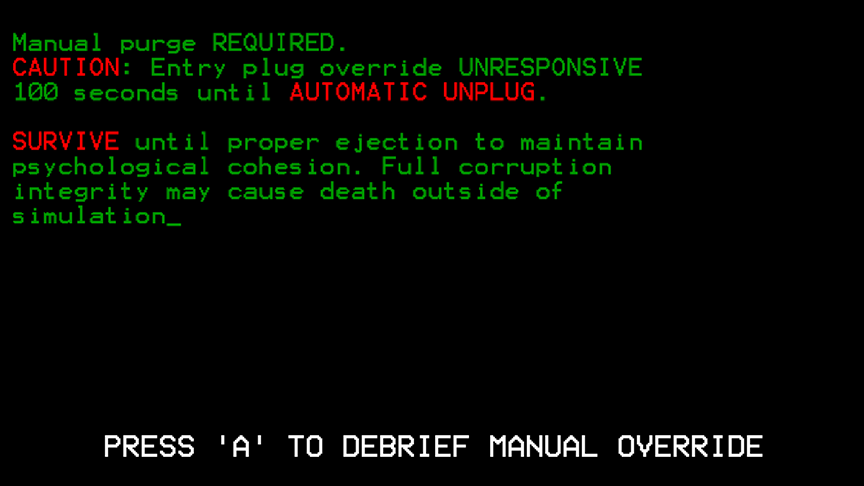 Manual purge REQUIRED.
CAUTION: Entry plug override UNRESPONSIVE
100 seconds until AUTOMATIC UNPLUG.
SURVIVE until proper ejection to maintain
psychological cohesion. Full corruption
integrity may cause death outside of
simulation_
PRESS 'A' TO DEBRIEF MANUAL OVERRIDE